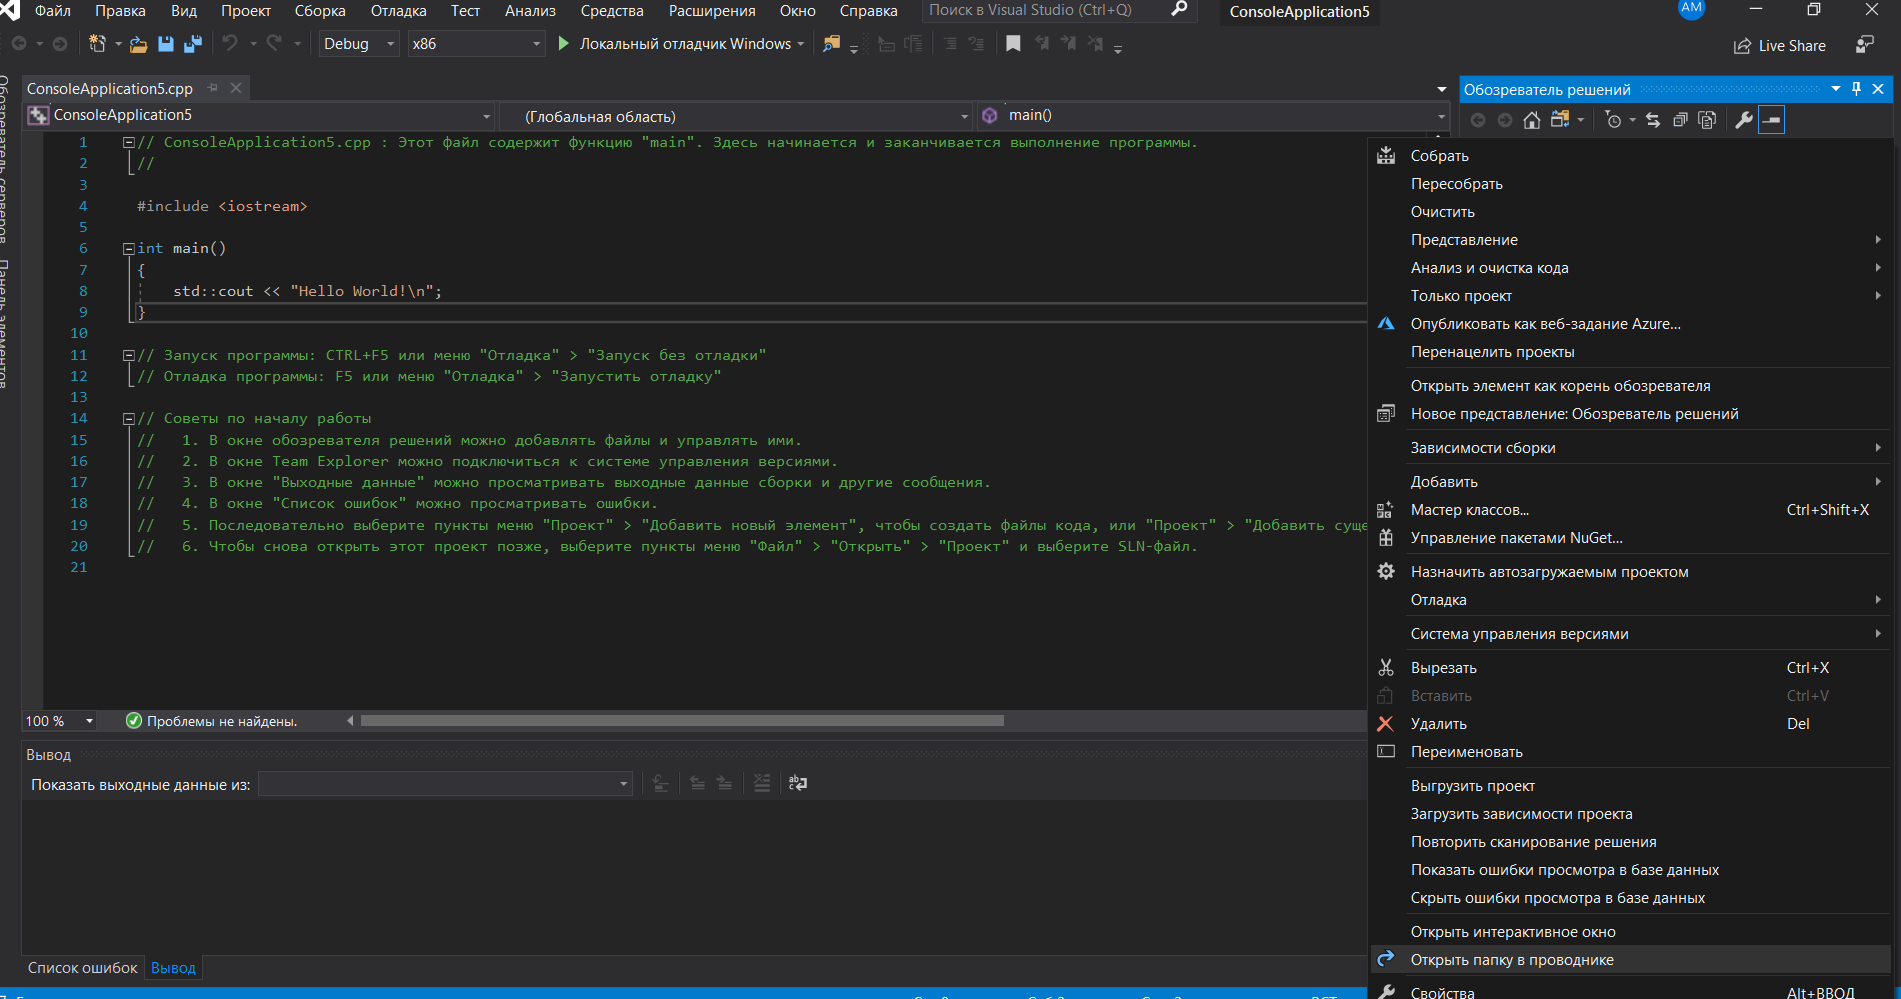 Файл Правка Вид Проект Сборка Отладка Тест Анализ Средства Расширения Окно Справка Поиск в Visual Studio (Ctrl+Q) ConsoleApplication5 AM
Debug x86 Локальный отладчик Windows Live Share
Обозреватель серверов
Панель элементов
ConsoleApplication5.cpp
ConsoleApplication5 (Глобальная область) main()
1 // ConsoleApplication5.cpp : Этот файл содержит функцию "main". Здесь начинается и заканчивается выполнение программы.
2 //
3
4 #include <iostream>
5
6 int main()
7 {
8 std::cout << "Hello World!\n";
9 }
10
11 // Запуск программы: CTRL+F5 или меню "Отладка" > "Запуск без отладки"
12 // Отладка программы: F5 или меню "Отладка" > "Запустить отладку"
13
14 // Советы по началу работы
15 // 1. В окне обозревателя решений можно добавлять файлы и управлять ими.
16 // 2. В окне Team Explorer можно подключиться к системе управления версиями.
17 // 3. В окне "Выходные данные" можно просматривать выходные данные сборки и другие сообщения.
18 // 4. В окне "Список ошибок" можно просматривать ошибки.
19 // 5. Последовательно выберите пункты меню "Проект" > "Добавить новый элемент", чтобы создать файлы кода, или "Проект" > "Добавить суще
20 // 6. Чтобы снова открыть этот проект позже, выберите пункты меню "Файл" > "Открыть" > "Проект" и выберите SLN-файл.
21
100 % Проблемы не найдены.
Вывод
Показать выходные данные из:
Список ошибок Вывод
Обозреватель решений
Собрать
Пересобрать
Очистить
Представление
Анализ и очистка кода
Только проект
Опубликовать как веб-задание Azure...
Перенацелить проекты
Открыть элемент как корень обозревателя
Новое представление: Обозреватель решений
Зависимости сборки
Добавить
Мастер классов... Ctrl+Shift+X
Управление пакетами NuGet...
Назначить автозагружаемым проектом
Отладка
Система управления версиями
Вырезать Ctrl+X
Вставить Ctrl+V
Удалить Del
Переименовать
Выгрузить проект
Загрузить зависимости проекта
Повторить сканирование решения
Показать ошибки просмотра в базе данных
Скрыть ошибки просмотра в базе данных
Открыть интерактивное окно
Открыть папку в проводнике
Свойства Alt+ВВОД